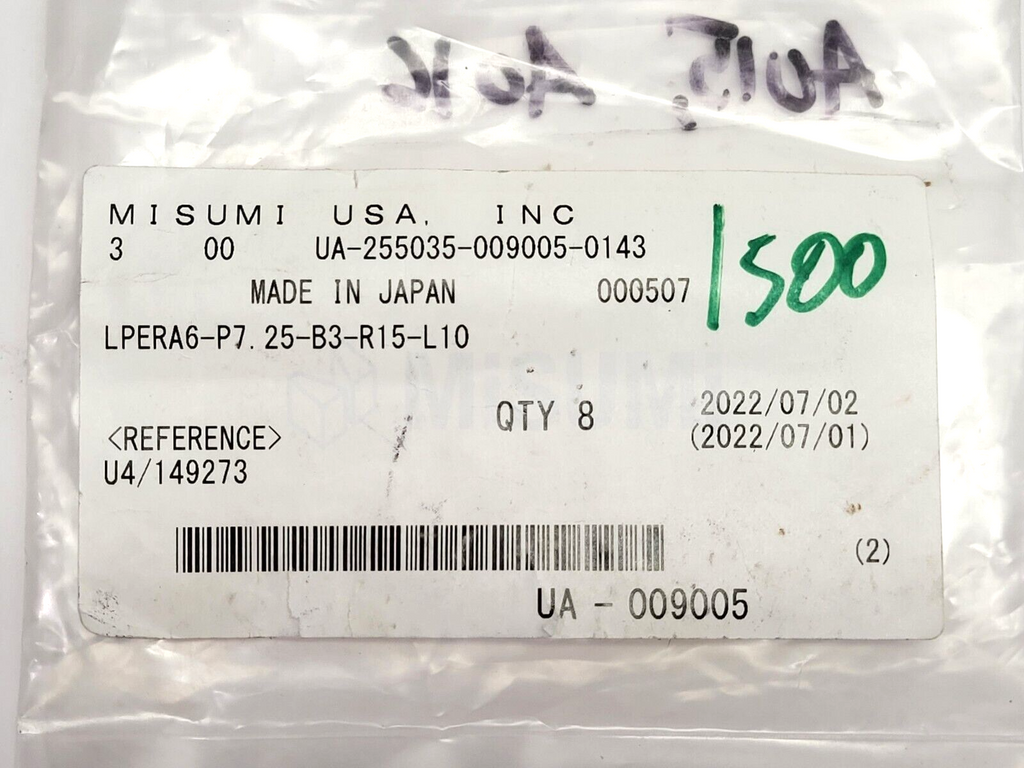 A015, A016
MISUMI USA, INC
3 00 UA-255035-009005-0143
MADE IN JAPAN 000507
1500
LPERA6-P7.25-B3-R15-L10
MiSUMi
QTY 8 2022/07/02
<REFERENCE> (2022/07/01)
U4/149273
(2)
UA - 009005